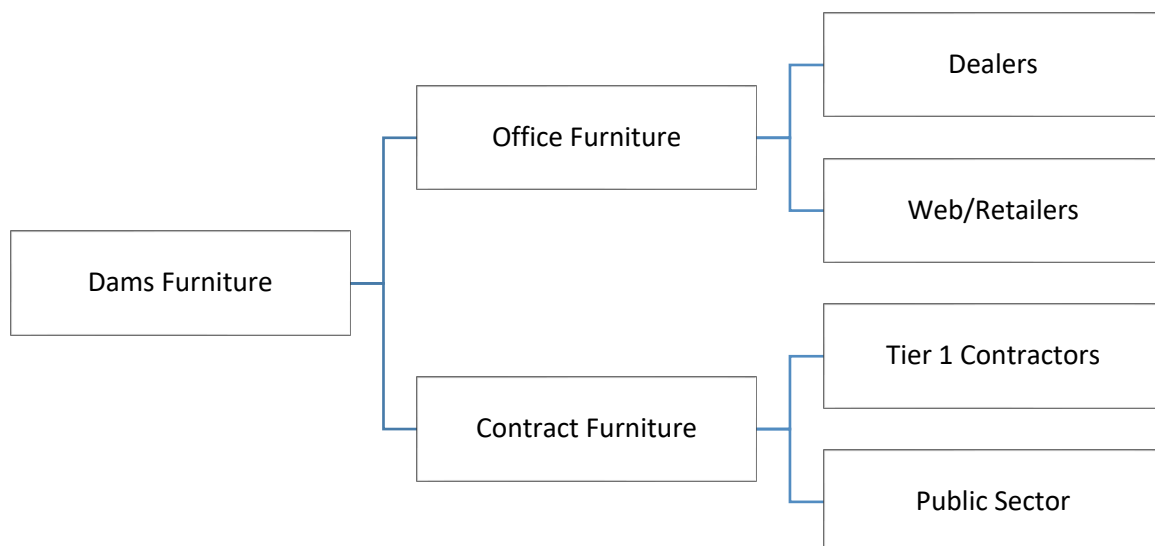 Dams Furniture
Office Furniture
Dealers
Web/Retailers
Contract Furniture
Tier 1 Contractors
Public Sector